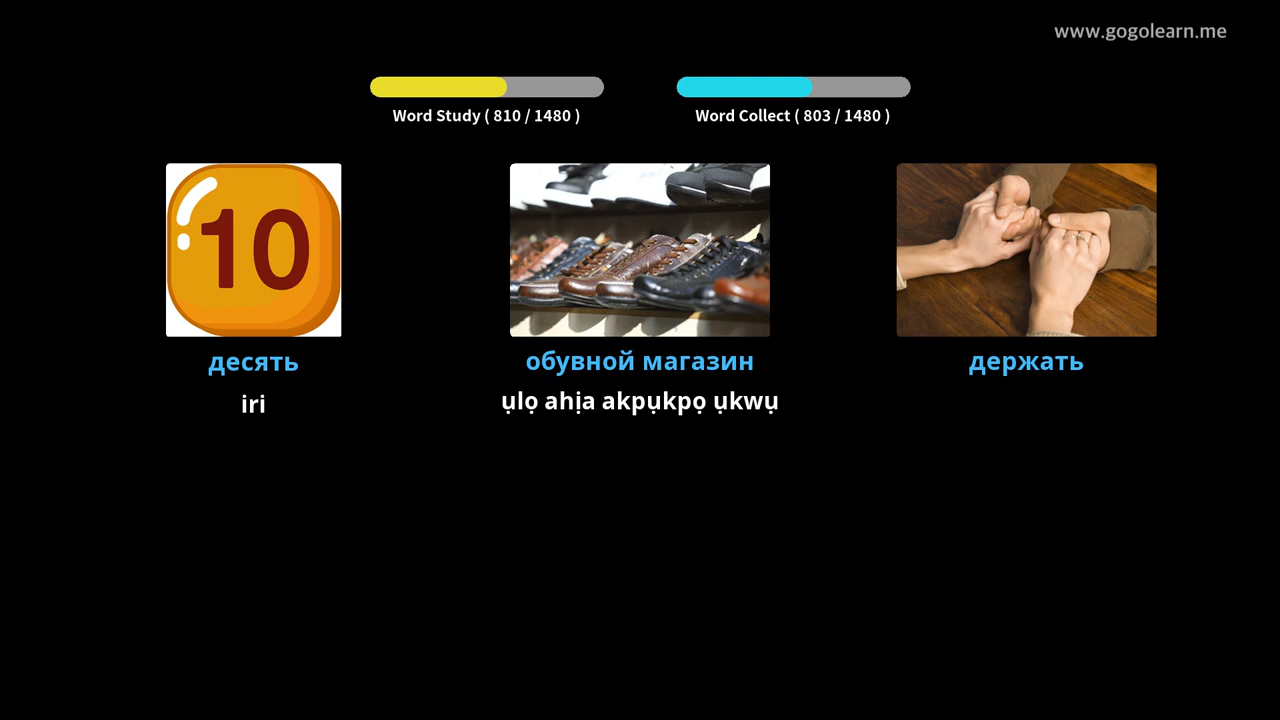 www.gogolearn.me
Word Study ( 810 / 1480 )
Word Collect ( 803 / 1480 )
10
десять
обувной магазин
держать
iri
ụlọ ahịa akpụkpọ ụkwụ